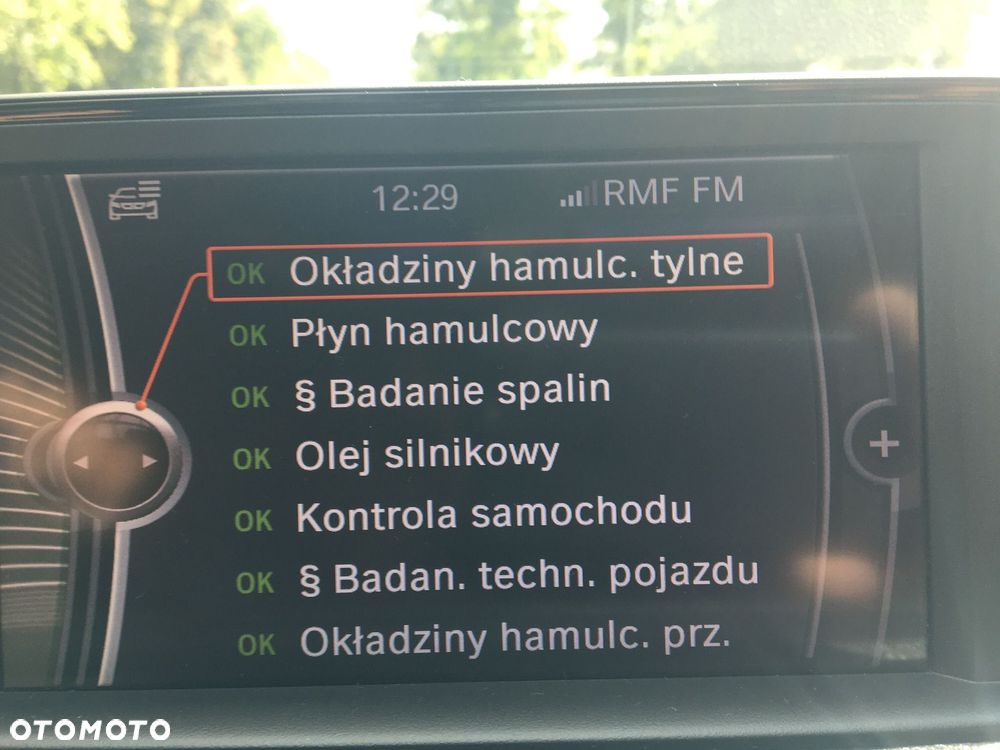 12:29 RMF FM
OK Okładziny hamulc. tylne
OK Płyn hamulcowy
OK § Badanie spalin
OK Olej silnikowy
OK Kontrola samochodu
OK § Badan. techn. pojazdu
OK Okładziny hamulc. prz.
OTOMOTO